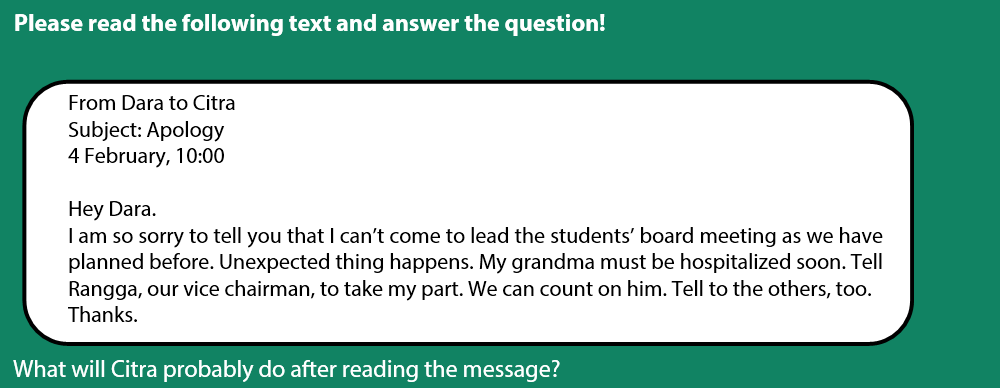 Please read the following text and answer the question!
From Dara to Citra
Subject: Apology
4 February, 10:00
Hey Dara.
I am so sorry to tell you that I can’t come to lead the students’ board meeting as we have
planned before. Unexpected thing happens. My grandma must be hospitalized soon. Tell
Rangga, our vice chairman, to take my part. We can count on him. Tell to the others, too.
Thanks.
What will Citra probably do after reading the message?